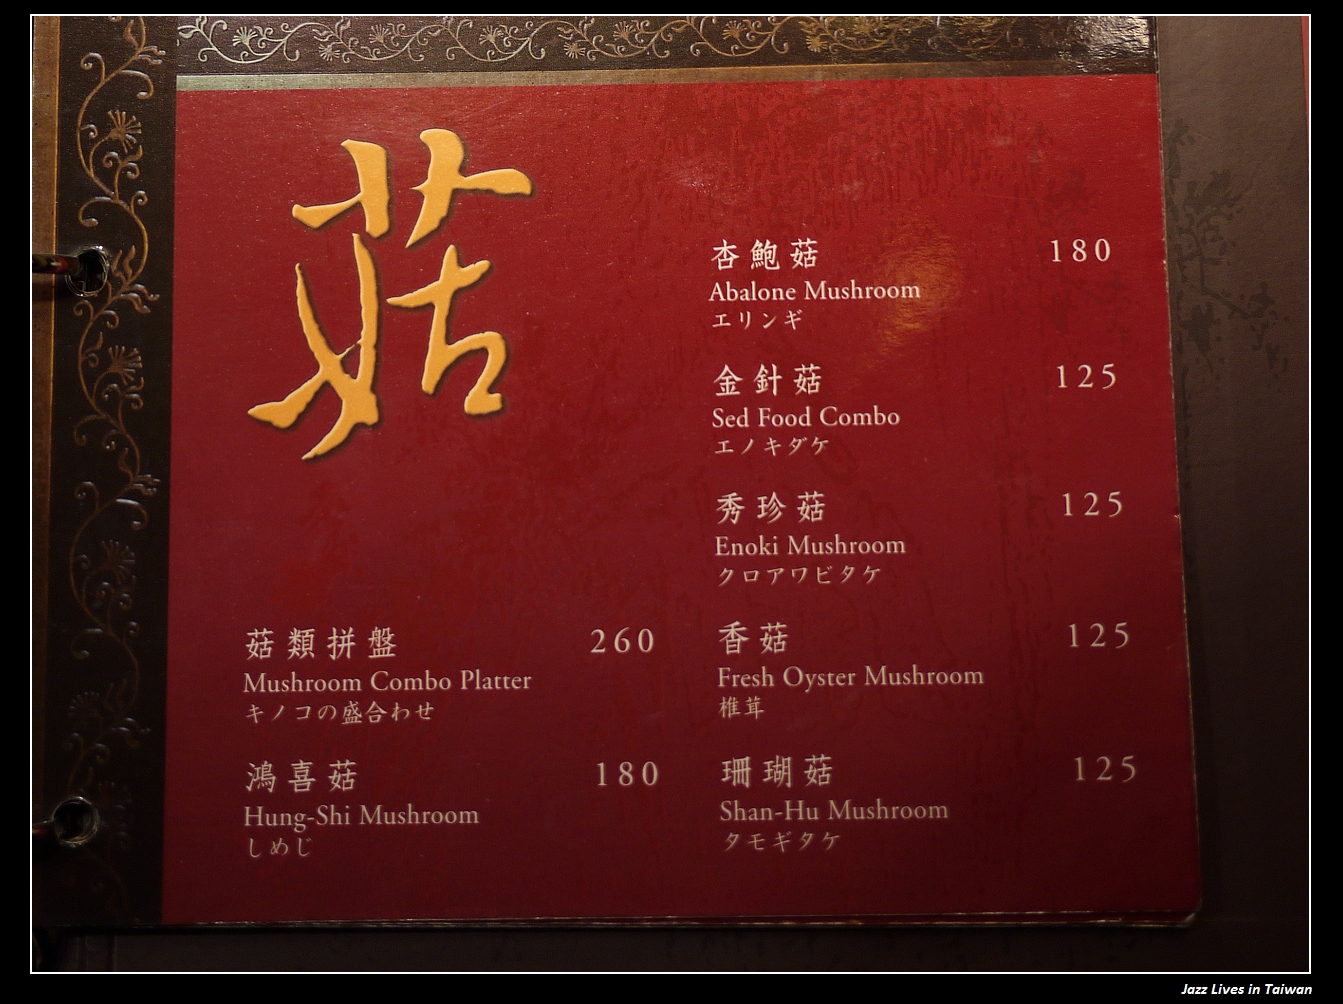 菇
菇類拼盤 260
Mushroom Combo Platter
キノコの盛合わせ
鴻喜菇 180
Hung-Shi Mushroom
しめじ
杏鮑菇 180
Abalone Mushroom
エリンギ
金針菇 125
Sed Food Combo
エノキダケ
秀珍菇 125
Enoki Mushroom
クロアワビタケ
香菇 125
Fresh Oyster Mushroom
椎茸
珊瑚菇 125
Shan-Hu Mushroom
タモギタケ
Jazz Lives in Taiwan